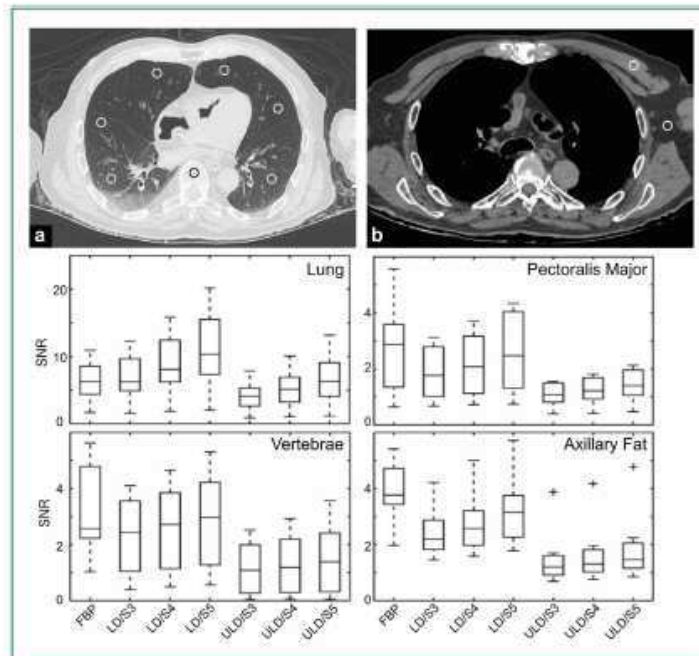 a
b
Lung
Pectoralis Major
20
10
0
SNR
4
2
0
Vertebrae
Axillary Fat
4
2
0
SNR
4
2
0
FBP
LD/S3
LD/S4
LD/S5
ULD/S3
ULD/S4
ULD/S5
FBP
LD/S3
LD/S4
LD/S5
ULD/S3
ULD/S4
ULD/S5